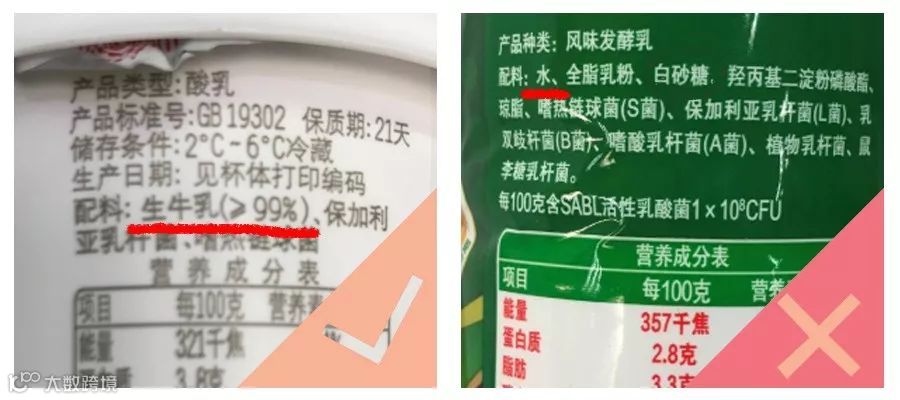 产品类型:酸乳
产品标准号:GB 19302 保质期:21天
储存条件:2°C~6°C冷藏
生产日期:见杯体打印编码
配料:生牛乳(≥99%)、保加利
亚乳杆菌、嗜热链球菌
营养成分表
项目 每100克 营养素
能量 321千焦
质 3.8克
大数跨境
产品种类:风味发酵乳
配料:水、全脂乳粉、白砂糖、羟丙基二淀粉磷酸酯、
琼脂、嗜热链球菌(S菌)、保加利亚乳杆菌(L菌)、乳
双歧杆菌(B菌)、嗜酸乳杆菌(A菌)、植物乳杆菌、鼠
李糖乳杆菌。
每100克含SABL活性乳酸菌1×10⁸CFU
营养成分表
项目 每100克 营养
能量 357千焦
蛋白质 2.8克
脂肪 3.3克